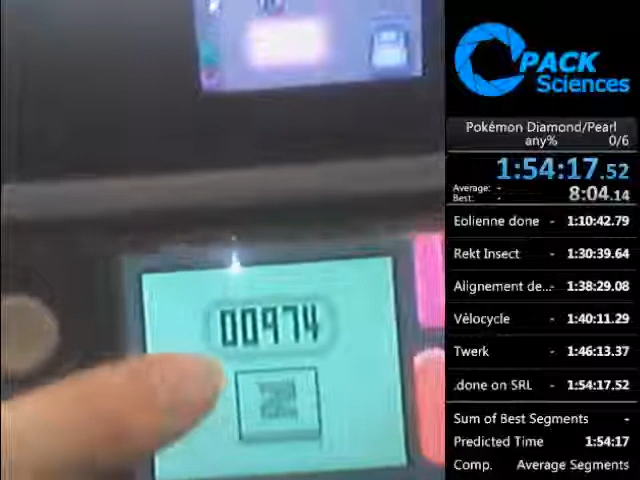 00974
PACK
Sciences
Pokémon Diamond/Pearl
any% 0/6
1:54:17.52
Average: -
Best: -
8:04.14
Eolienne done - 1:10:42.79
Rekt Insect - 1:30:39.64
Alignement de... - 1:38:29.08
Vélocycle - 1:40:11.29
Twerk - 1:46:13.37
.done on SRL - 1:54:17.52
Sum of Best Segments -
Predicted Time 1:54:17
Comp. Average Segments